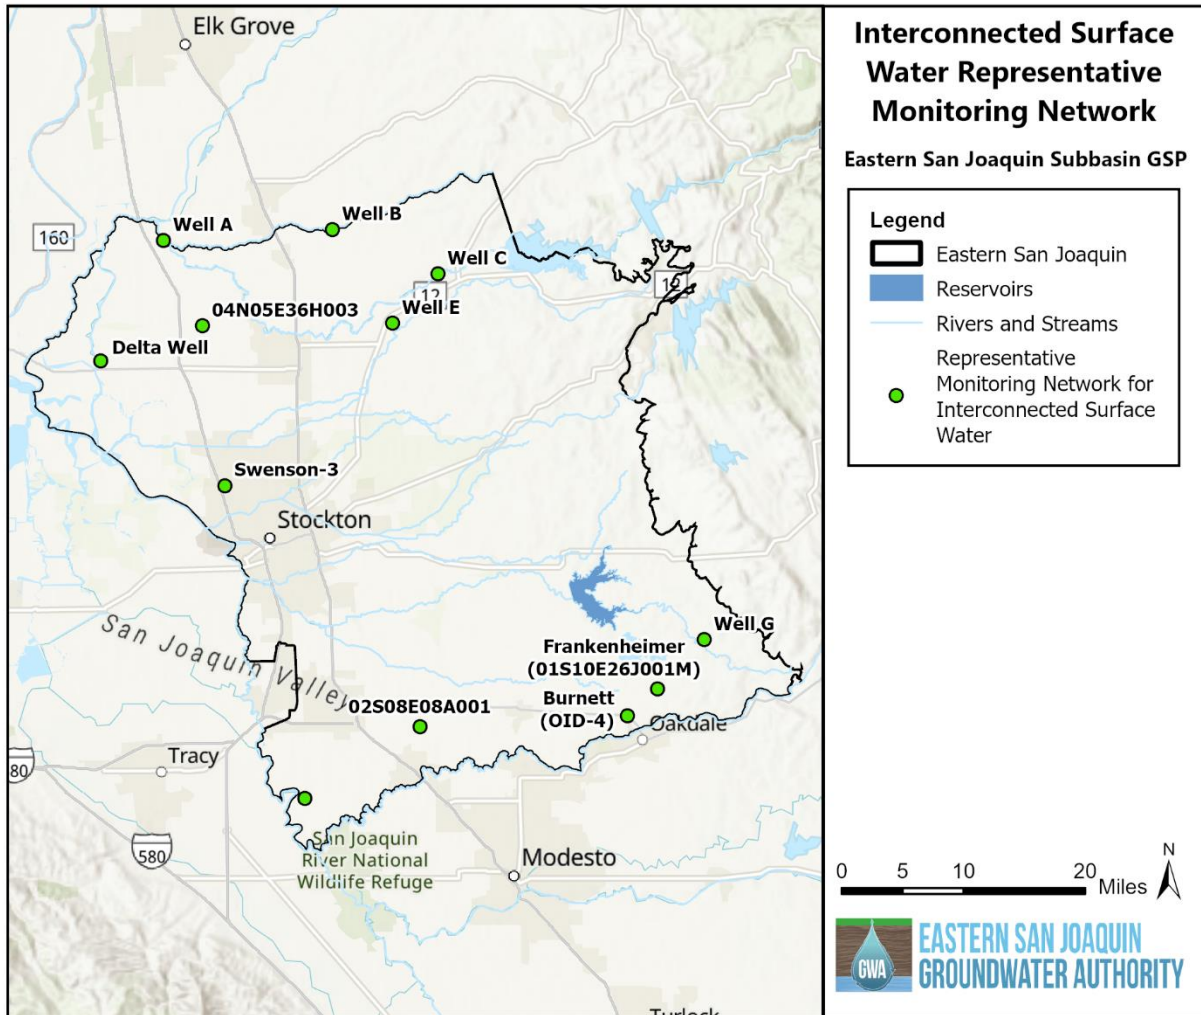 Elk Grove
160
Well A
Well B
Well C
12
Well E
12
04N05E36H003
Delta Well
Swenson-3
Stockton
San Joaquin Valley
Well G
Frankenheimer
(01S10E26J001M)
Burnett
(OID-4)
Oakdale
02S08E08A001
Tracy
80
580
San Joaquin
River National
Wildlife Refuge
Modesto
Turlock
Interconnected Surface
Water Representative
Monitoring Network
Eastern San Joaquin Subbasin GSP
Legend
Eastern San Joaquin
Reservoirs
Rivers and Streams
Representative
Monitoring Network for
Interconnected Surface
Water
0 5 10 20
Miles
N
GWA
EASTERN SAN JOAQUIN
GROUNDWATER AUTHORITY